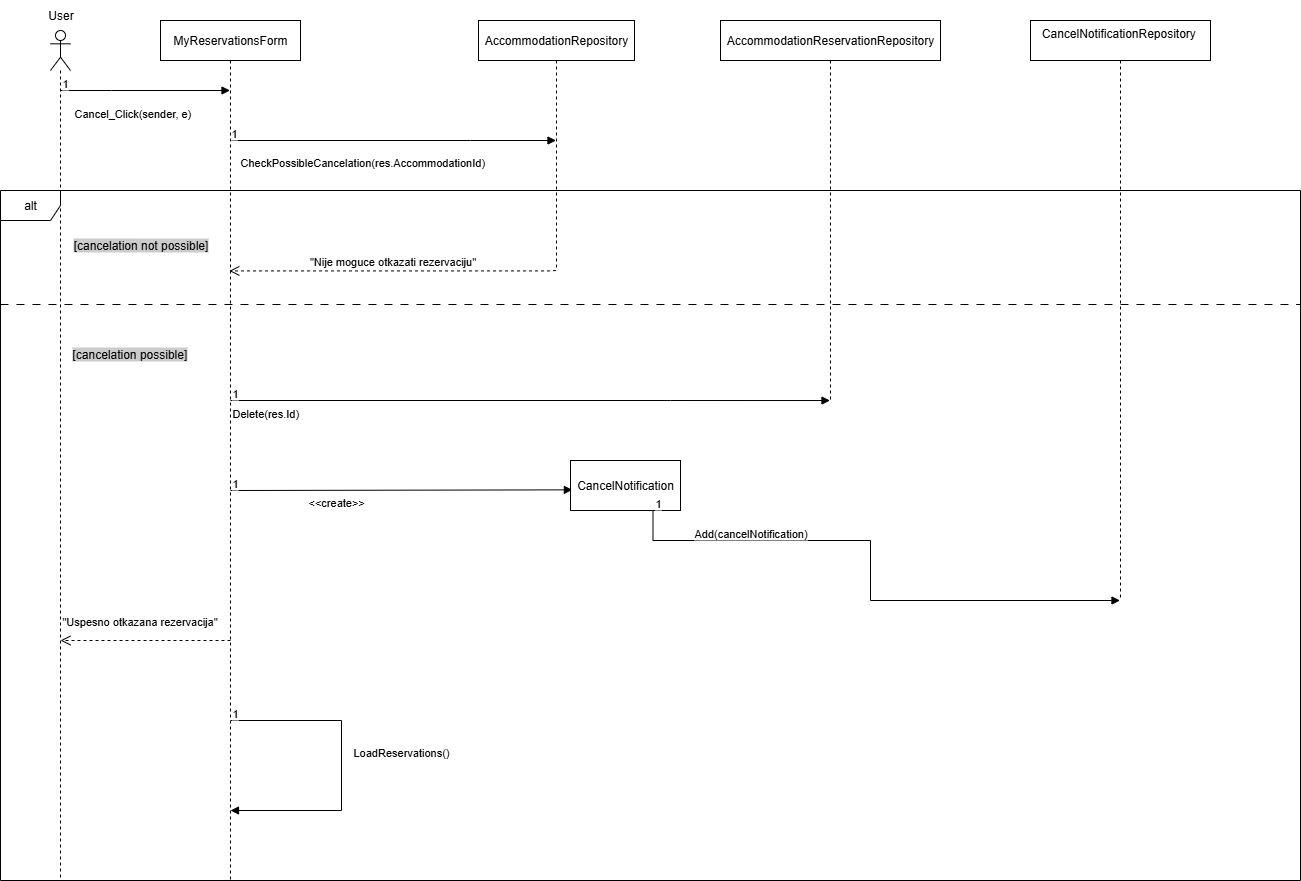 User
MyReservationsForm
AccommodationRepository
AccommodationReservationRepository
CancelNotificationRepository
1
Cancel_Click(sender, e)
1
CheckPossibleCancelation(res.AccommodationId)
alt
[cancelation not possible]
"Nije moguce otkazati rezervaciju"
[cancelation possible]
1
Delete(res.Id)
1
<<create>>
CancelNotification
1
Add(cancelNotification)
"Uspesno otkazana rezervacija"
1
LoadReservations()